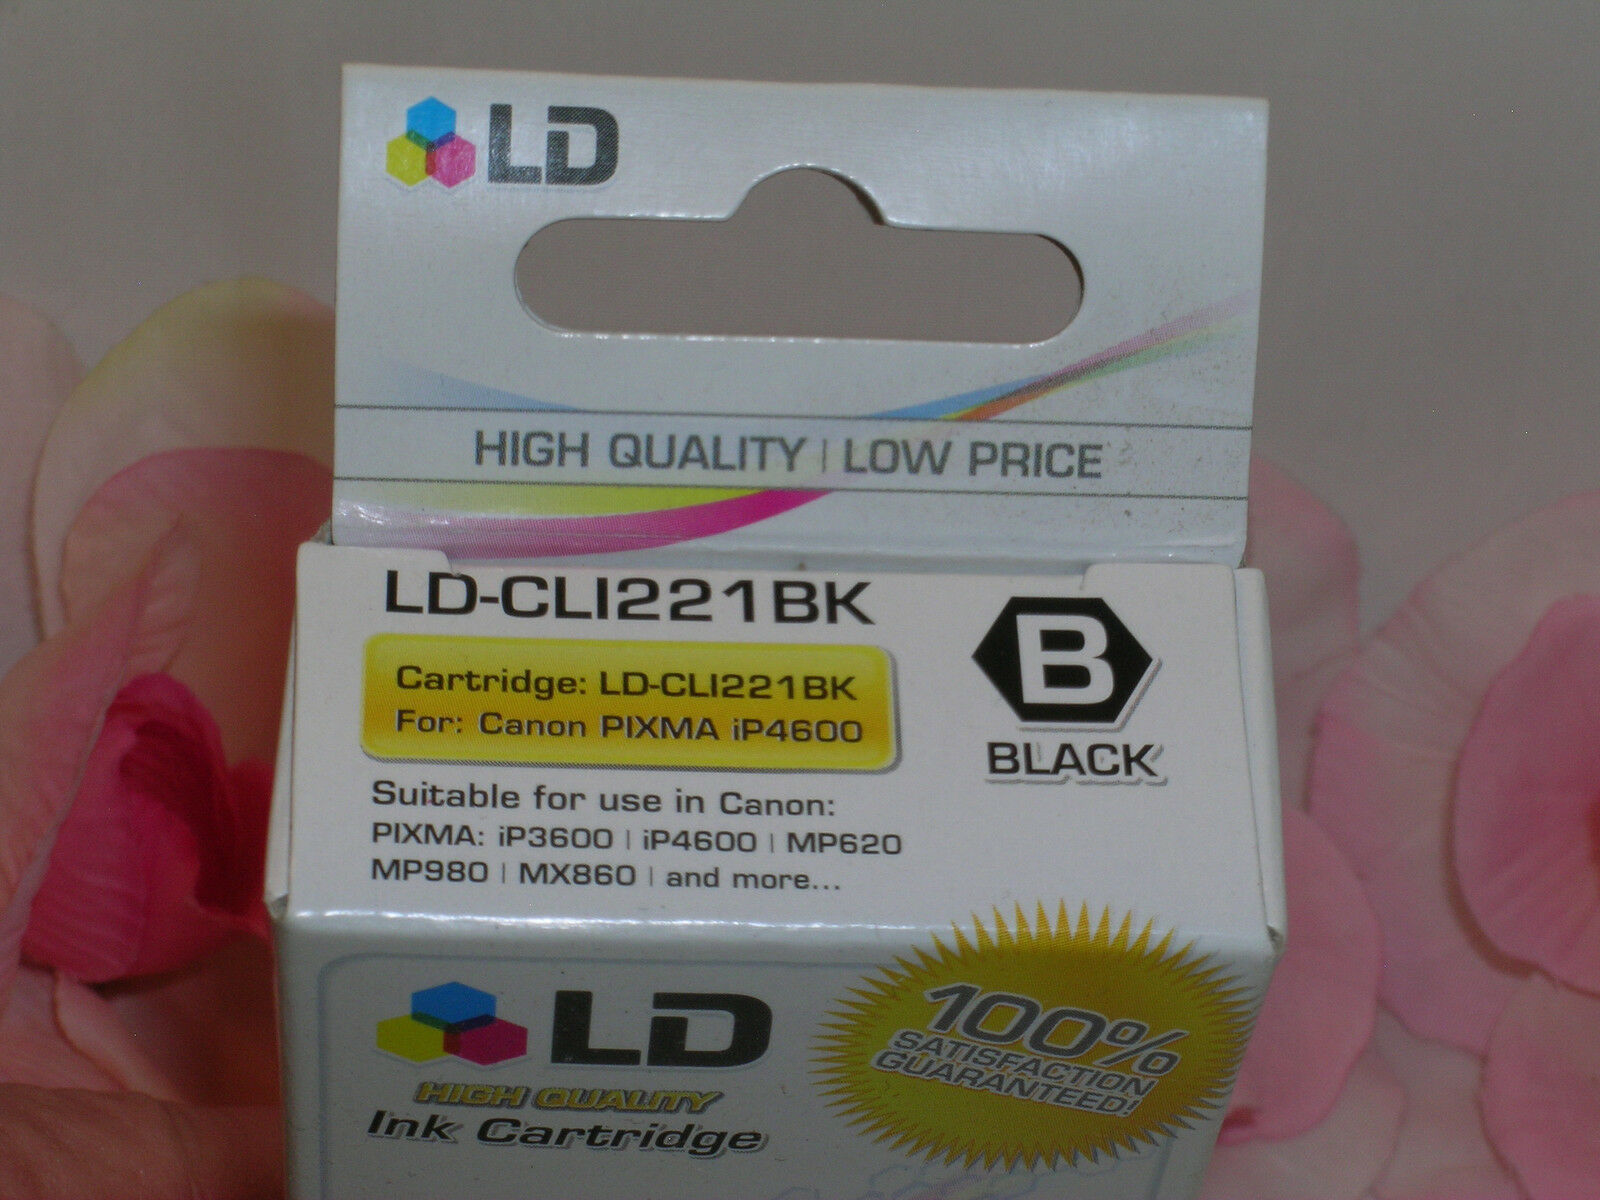 LD
HIGH QUALITY | LOW PRICE
LD-CLI221BK
Cartridge: LD-CLI221BK
For: Canon PIXMA iP4600
B
BLACK
Suitable for use in Canon:
PIXMA: iP3600 | iP4600 | MP620
MP980 | MX860 | and more...
LD
HIGH QUALITY
Ink Cartridge
100%
SATISFACTION
GUARANTEED!